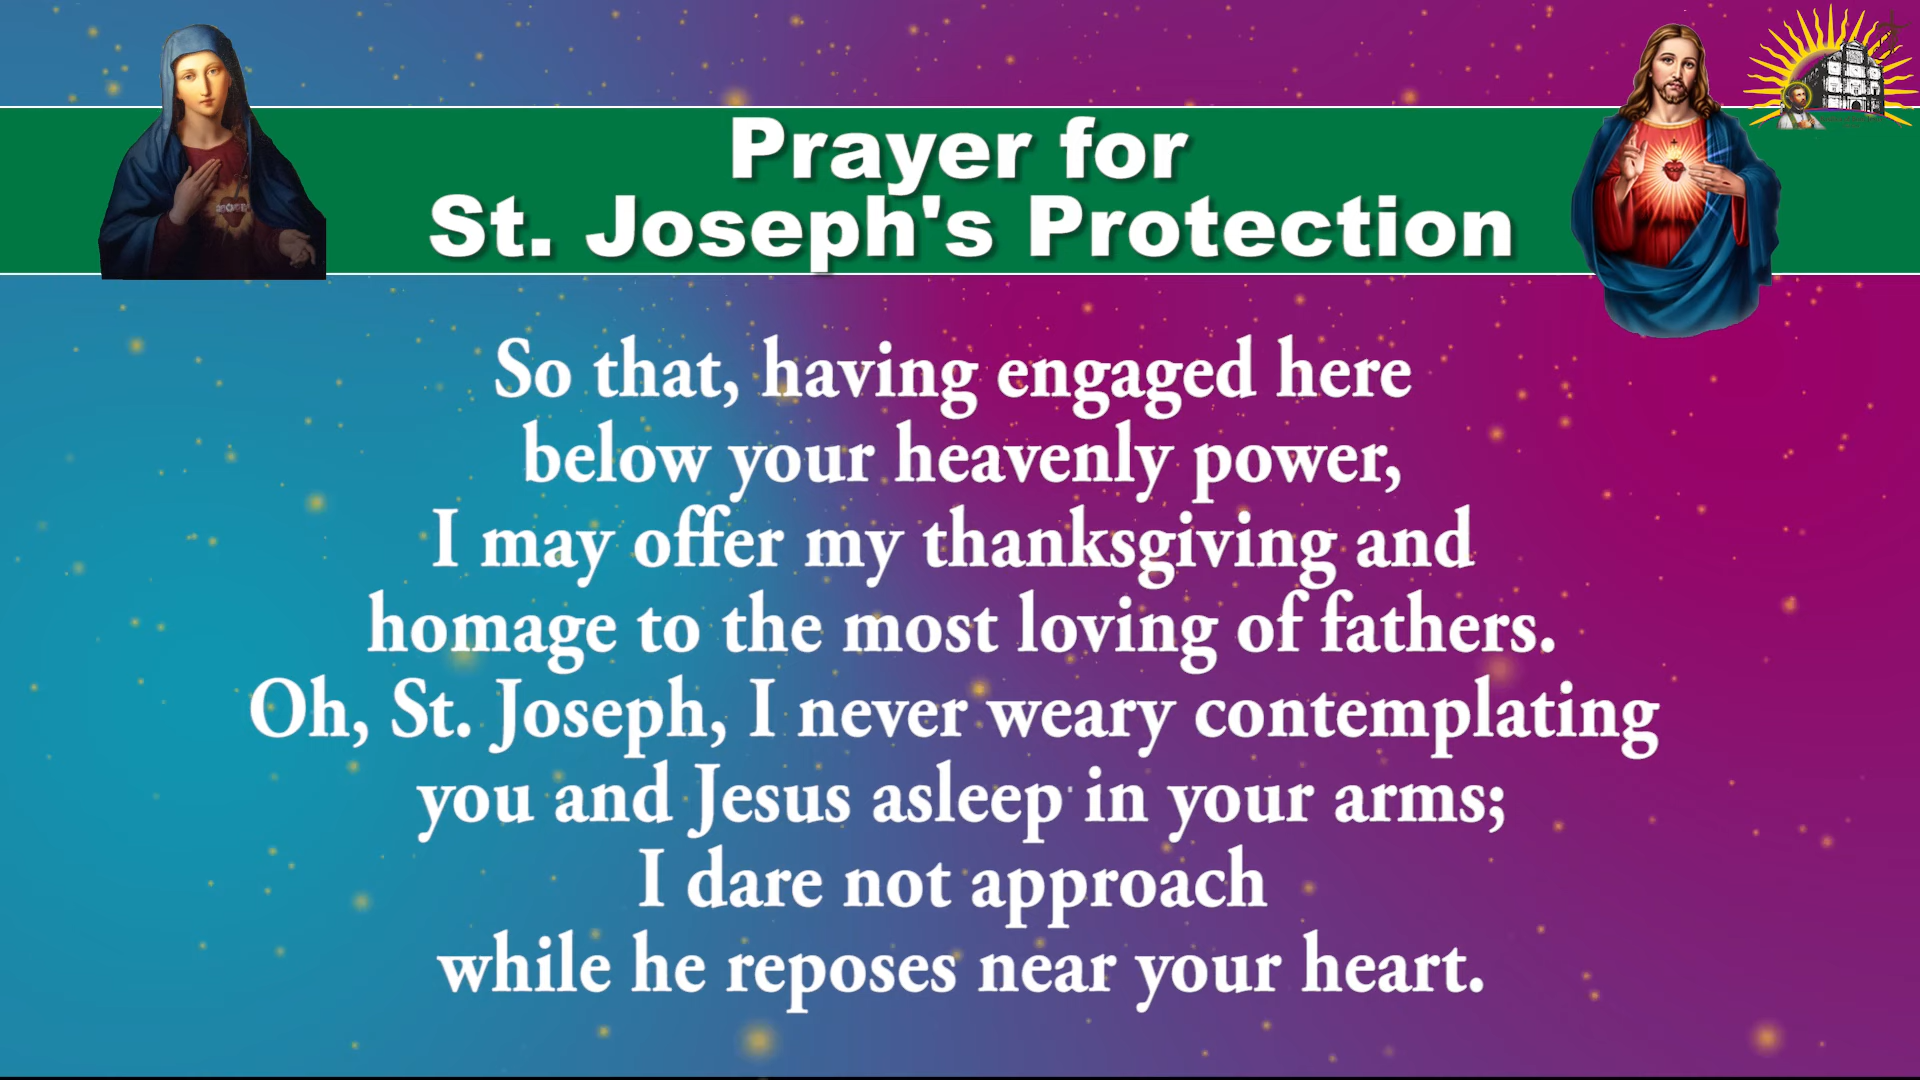 Prayer for
St. Joseph's Protection
So that, having engaged here
below your heavenly power,
I may offer my thanksgiving and
homage to the most loving of fathers.
Oh, St. Joseph, I never weary contemplating
you and Jesus asleep in your arms;
I dare not approach
while he reposes near your heart.